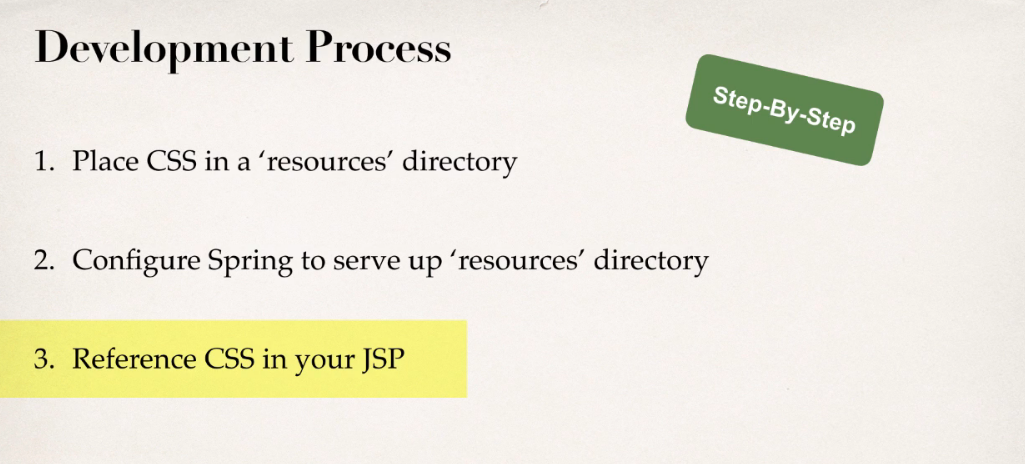 Development Process
Step-By-Step
1. Place CSS in a ‘resources’ directory
2. Configure Spring to serve up ‘resources’ directory
3. Reference CSS in your JSP